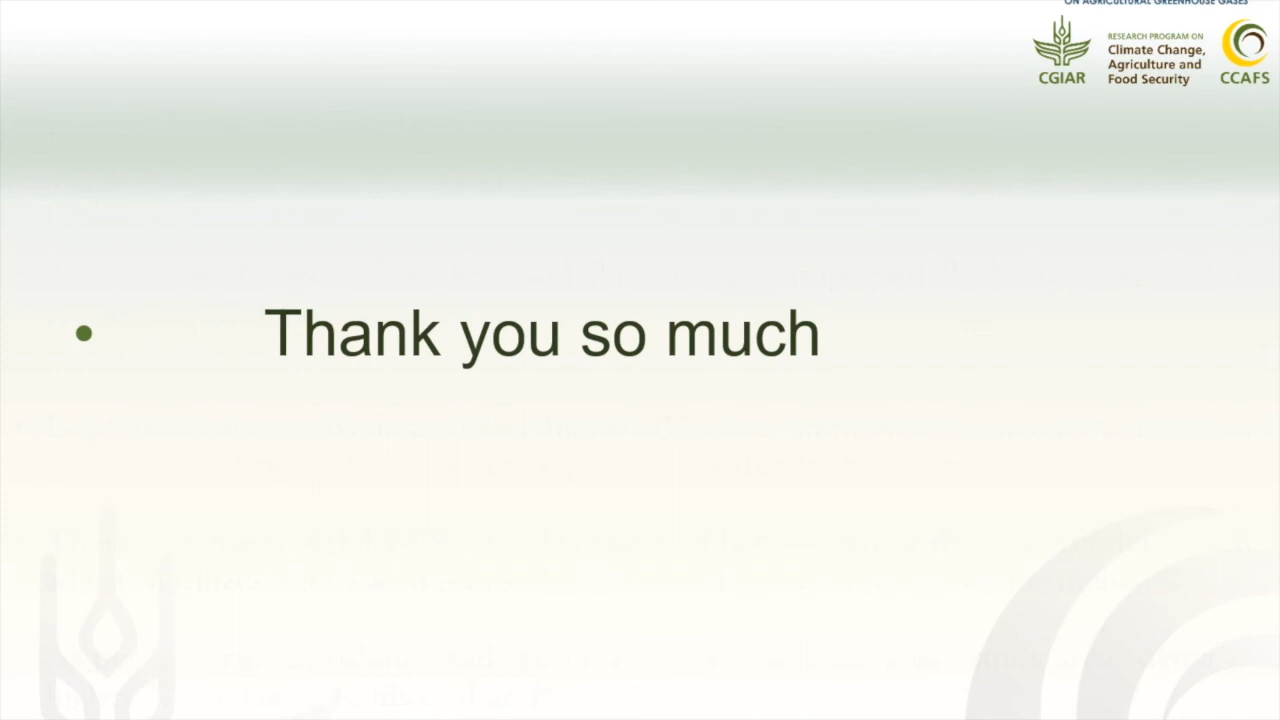 ON AGRICULTURAL GREENHOUSE GASES
RESEARCH PROGRAM ON
Climate Change,
Agriculture and
Food Security
CGIAR
CCAFS
• Thank you so much